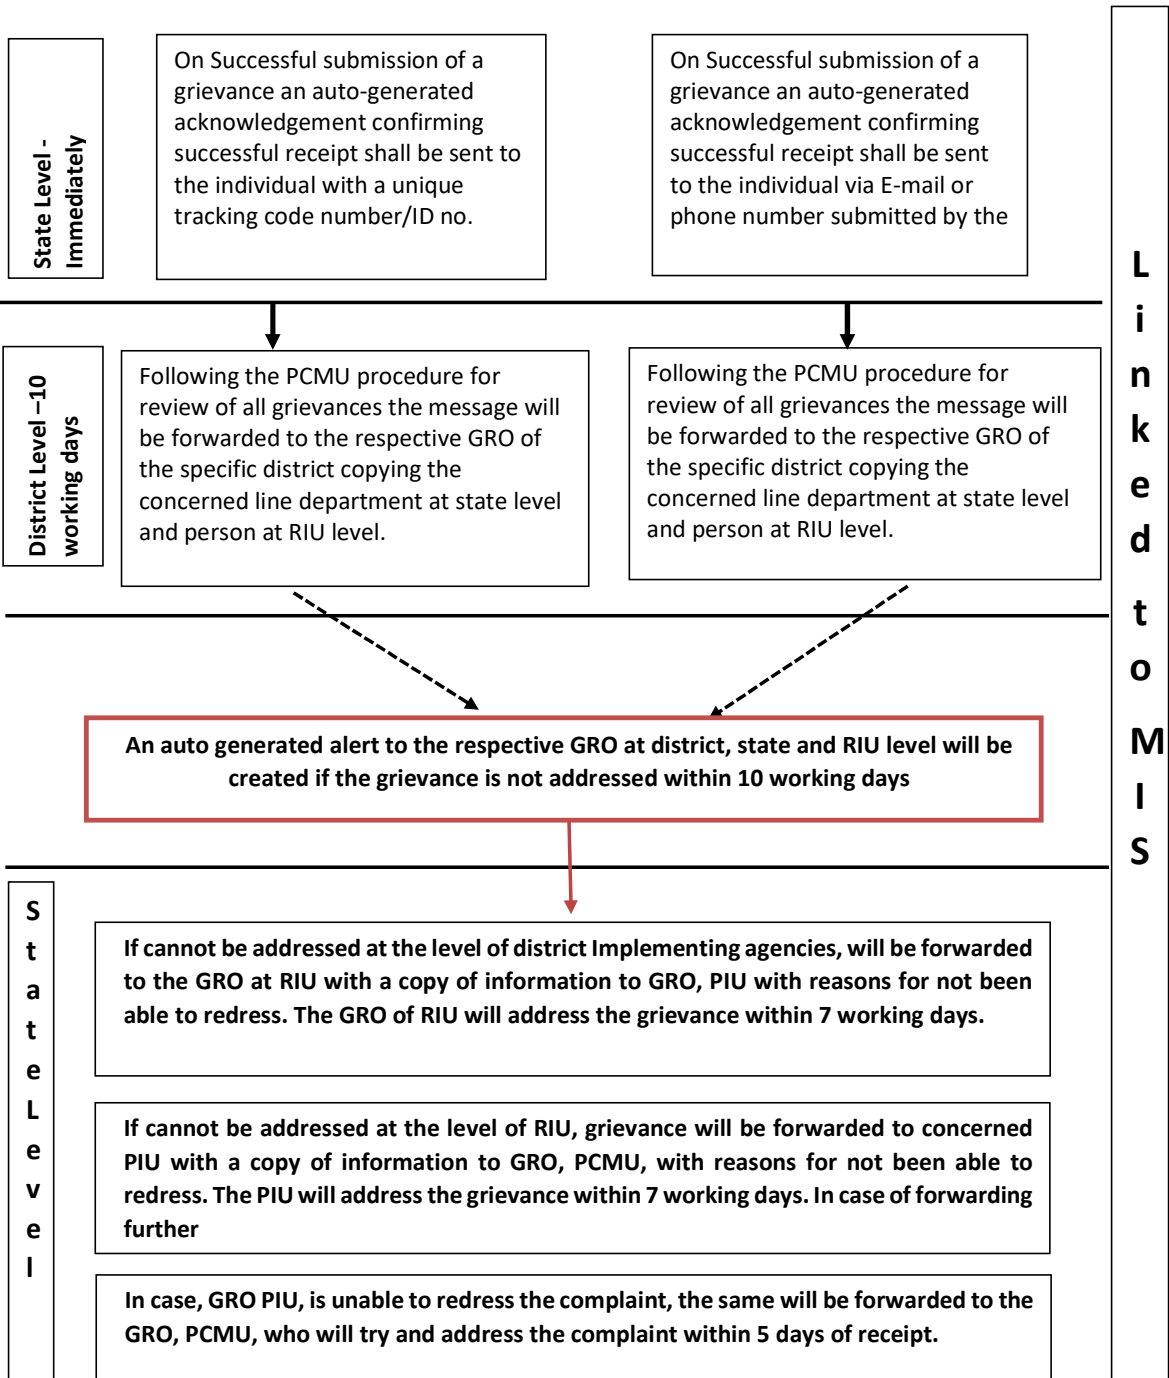 State Level -
Immediately
On Successful submission of a
grievance an auto-generated
acknowledgement confirming
successful receipt shall be sent to
the individual with a unique
tracking code number/ID no.
On Successful submission of a
grievance an auto-generated
acknowledgement confirming
successful receipt shall be sent
to the individual via E-mail or
phone number submitted by the
District Level –10
working days
Following the PCMU procedure for
review of all grievances the message will
be forwarded to the respective GRO of
the specific district copying the
concerned line department at state level
and person at RIU level.
Following the PCMU procedure for
review of all grievances the message will
be forwarded to the respective GRO of
the specific district copying the
concerned line department at state level
and person at RIU level.
An auto generated alert to the respective GRO at district, state and RIU level will be
created if the grievance is not addressed within 10 working days
State Level
If cannot be addressed at the level of district Implementing agencies, will be forwarded
to the GRO at RIU with a copy of information to GRO, PIU with reasons for not been
able to redress. The GRO of RIU will address the grievance within 7 working days.
If cannot be addressed at the level of RIU, grievance will be forwarded to concerned
PIU with a copy of information to GRO, PCMU, with reasons for not been able to
redress. The PIU will address the grievance within 7 working days. In case of forwarding
further
In case, GRO PIU, is unable to redress the complaint, the same will be forwarded to the
GRO, PCMU, who will try and address the complaint within 5 days of receipt.
Linked to MIS